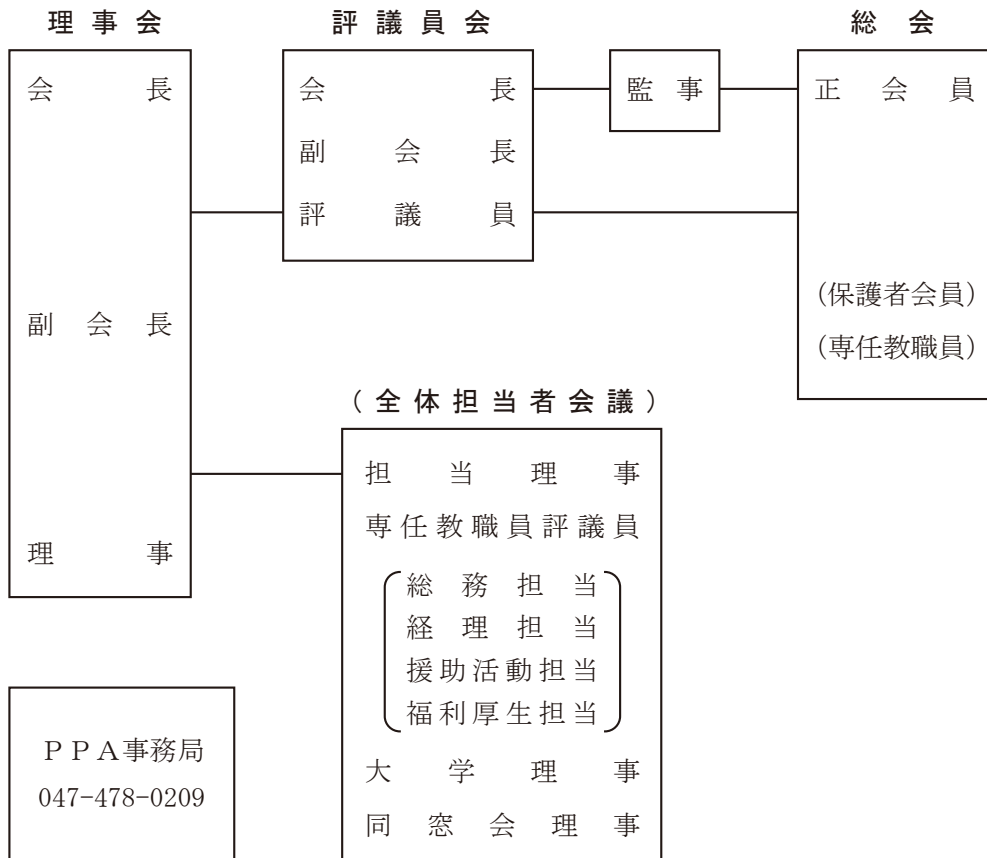 理事会
会長
副会長
理事
評議員会
会長
副会長
評議員
監事
総会
正会員
(保護者会員)
(専任教職員)
(全体担当者会議)
担当理事
専任教職員評議員
総務担当
経理担当
援助活動担当
福利厚生担当
大学理事
同窓会理事
PPA事務局
047-478-0209